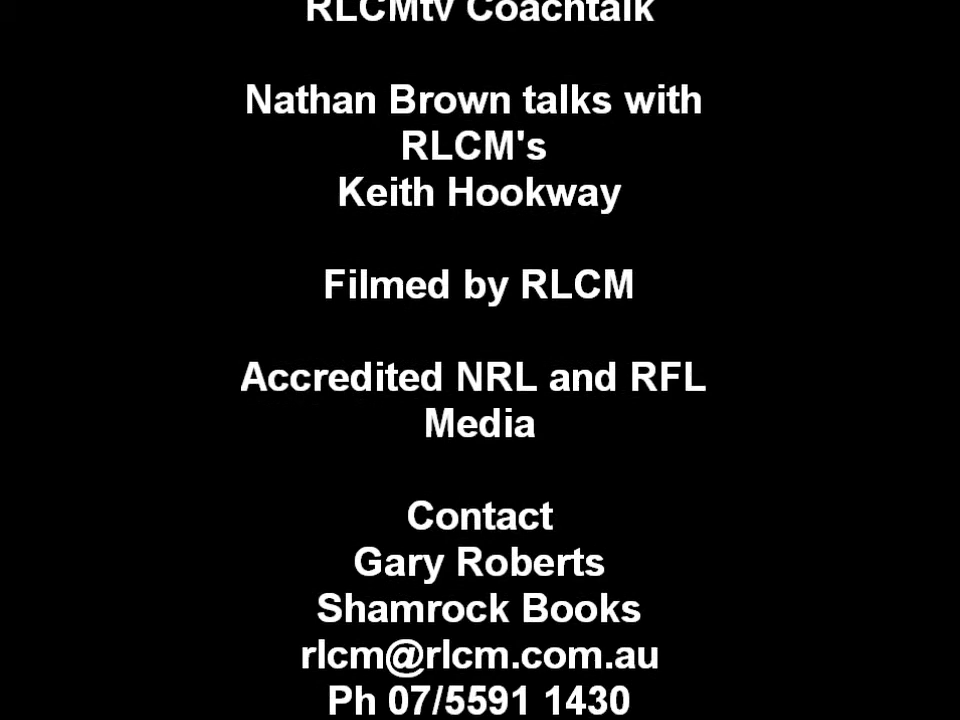 RLCMtv Coachtalk
Nathan Brown talks with
RLCM's
Keith Hookway
Filmed by RLCM
Accredited NRL and RFL
Media
Contact
Gary Roberts
Shamrock Books
rlcm@rlcm.com.au
Ph 07/5591 1430